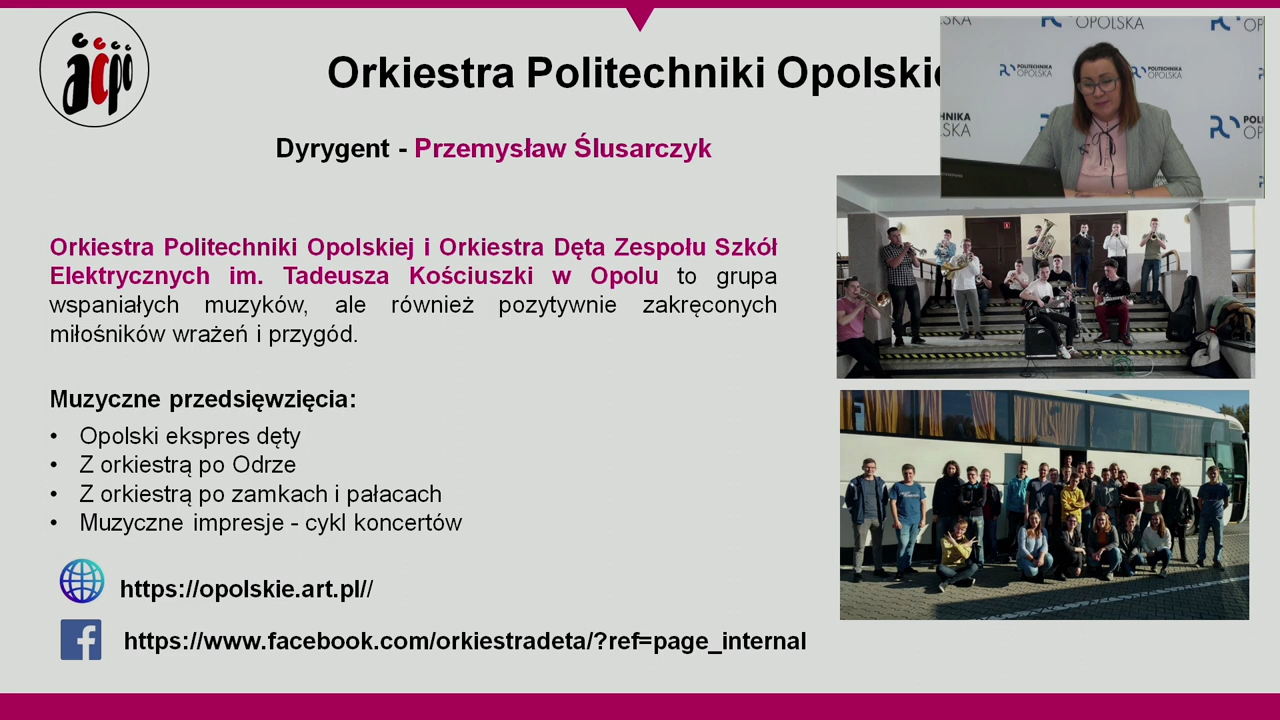 acpo
Orkiestra Politechniki Opolskie
Dyrygent - Przemysław Ślusarczyk
Orkiestra Politechniki Opolskiej i Orkiestra Dęta Zespołu Szkół
Elektrycznych im. Tadeusza Kościuszki w Opolu to grupa
wspaniałych muzyków, ale również pozytywnie zakręconych
miłośników wrażeń i przygód.
Muzyczne przedsięwzięcia:
• Opolski ekspres dęty
• Z orkiestrą po Odrze
• Z orkiestrą po zamkach i pałacach
• Muzyczne impresje - cykl koncertów
https://opolskie.art.pl//
https://www.facebook.com/orkiestradeta/?ref=page_internal
OPOLSKA
POLITECHNIKA
OPOLSKA
POLITECHNIKA
OPOLSKA